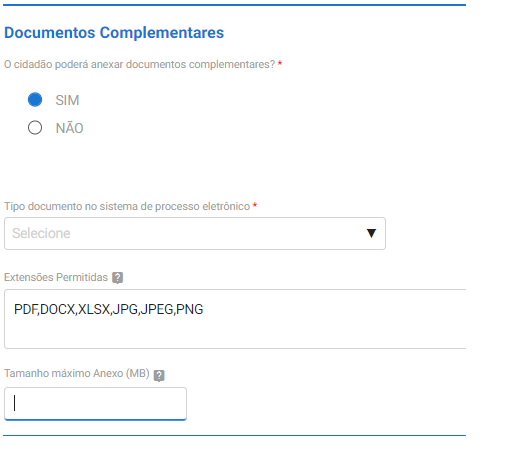 Documentos Complementares
O cidadão poderá anexar documentos complementares? *
SIM
NÃO
Tipo documento no sistema de processo eletrônico *
Selecione
Extensões Permitidas ?
PDF,DOCX,XLSX,JPG,JPEG,PNG
Tamanho máximo Anexo (MB) ?